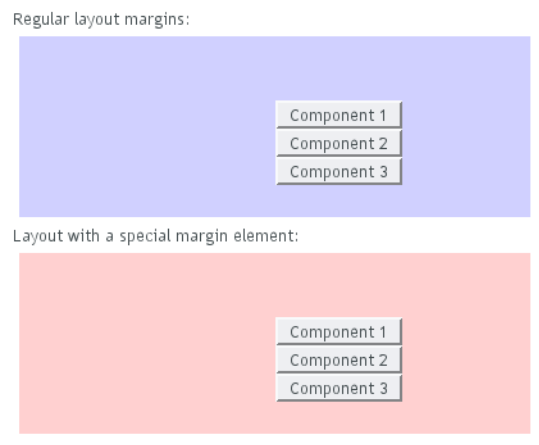 Regular layout margins:
Component 1
Component 2
Component 3
Layout with a special margin element:
Component 1
Component 2
Component 3